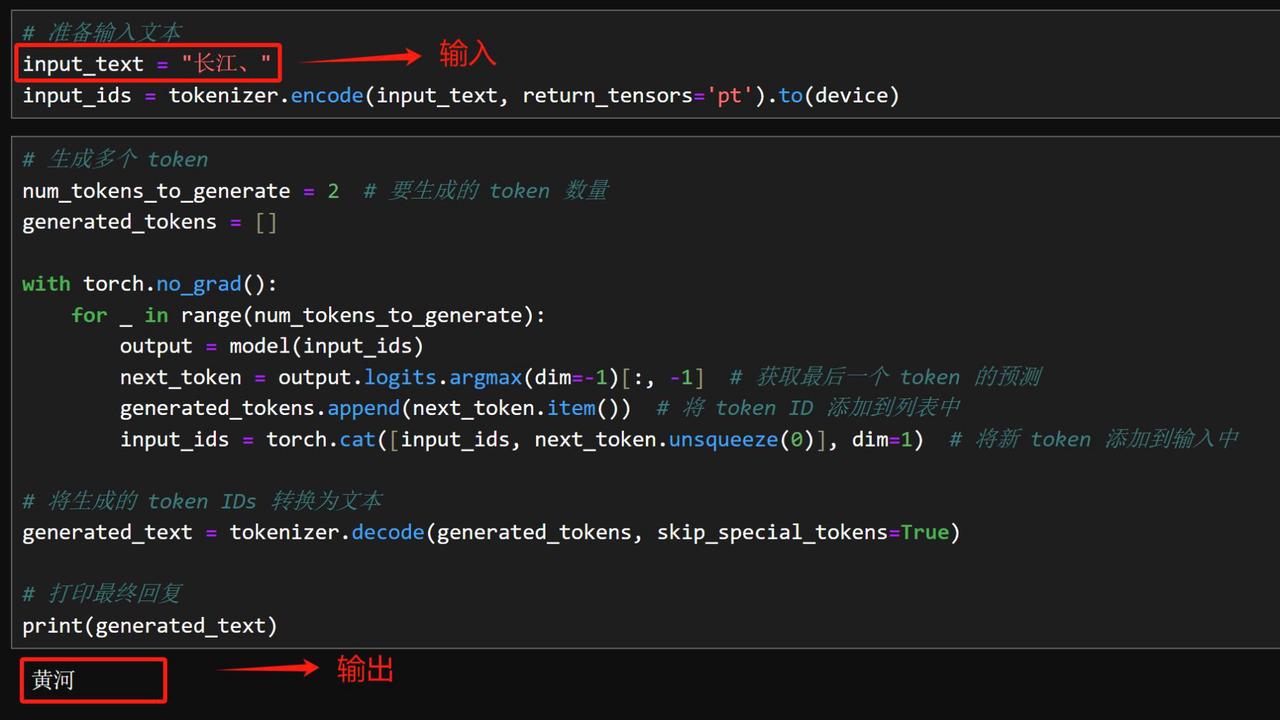 # 准备输入文本
input_text = "长江、"
输入
input_ids = tokenizer.encode(input_text, return_tensors='pt').to(device)
# 生成多个 token
num_tokens_to_generate = 2  # 要生成的 token 数量
generated_tokens = []
with torch.no_grad():
    for _ in range(num_tokens_to_generate):
        output = model(input_ids)
        next_token = output.logits.argmax(dim=-1)[:, -1]  # 获取最后一个 token 的预测
        generated_tokens.append(next_token.item())  # 将 token ID 添加到列表中
        input_ids = torch.cat([input_ids, next_token.unsqueeze(0)], dim=1)  # 将新 token 添加到输入中
# 将生成的 token IDs 转换为文本
generated_text = tokenizer.decode(generated_tokens, skip_special_tokens=True)
# 打印最终回复
print(generated_text)
黄河
输出